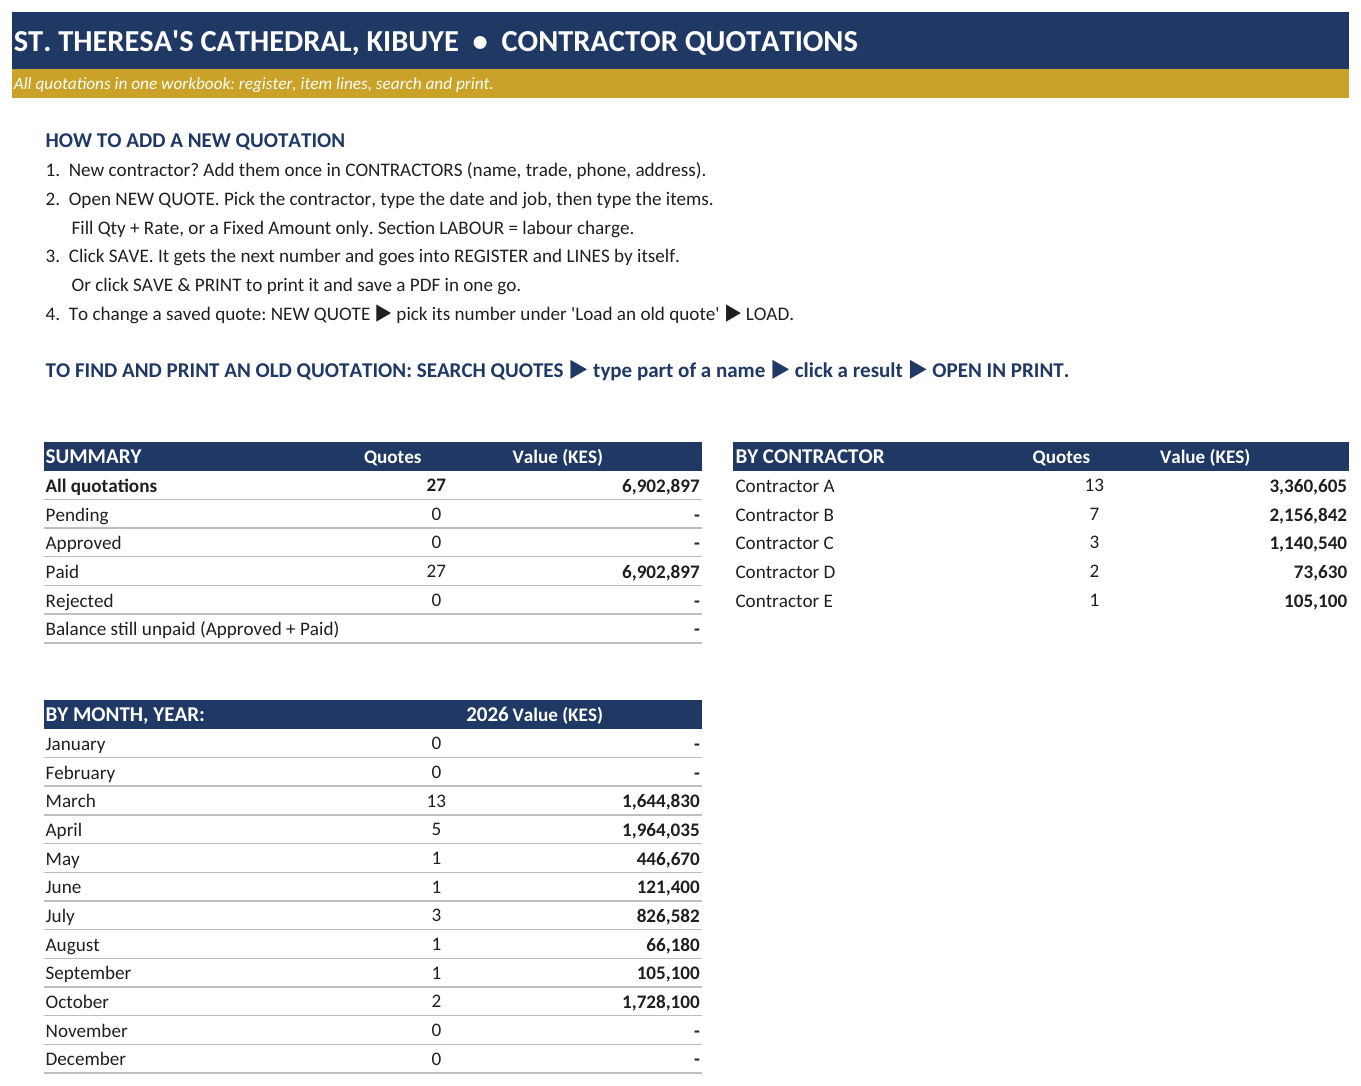 ST. THERESA'S CATHEDRAL, KIBUYE ● CONTRACTOR QUOTATIONS
All quotations in one workbook: register, item lines, search and print.
HOW TO ADD A NEW QUOTATION
1. New contractor? Add them once in CONTRACTORS (name, trade, phone, address).
2. Open NEW QUOTE. Pick the contractor, type the date and job, then type the items.
Fill Qty + Rate, or a Fixed Amount only. Section LABOUR = labour charge.
3. Click SAVE. It gets the next number and goes into REGISTER and LINES by itself.
Or click SAVE & PRINT to print it and save a PDF in one go.
4. To change a saved quote: NEW QUOTE ▶ pick its number under 'Load an old quote' ▶ LOAD.
TO FIND AND PRINT AN OLD QUOTATION: SEARCH QUOTES ▶ type part of a name ▶ click a result ▶ OPEN IN PRINT.
SUMMARY Quotes Value (KES)
All quotations 27 6,902,897
Pending 0 -
Approved 0 -
Paid 27 6,902,897
Rejected 0 -
Balance still unpaid (Approved + Paid) -
BY CONTRACTOR Quotes Value (KES)
Contractor A 13 3,360,605
Contractor B 7 2,156,842
Contractor C 3 1,140,540
Contractor D 2 73,630
Contractor E 1 105,100
BY MONTH, YEAR: 2026 Value (KES)
January 0 -
February 0 -
March 13 1,644,830
April 5 1,964,035
May 1 446,670
June 1 121,400
July 3 826,582
August 1 66,180
September 1 105,100
October 2 1,728,100
November 0 -
December 0 -